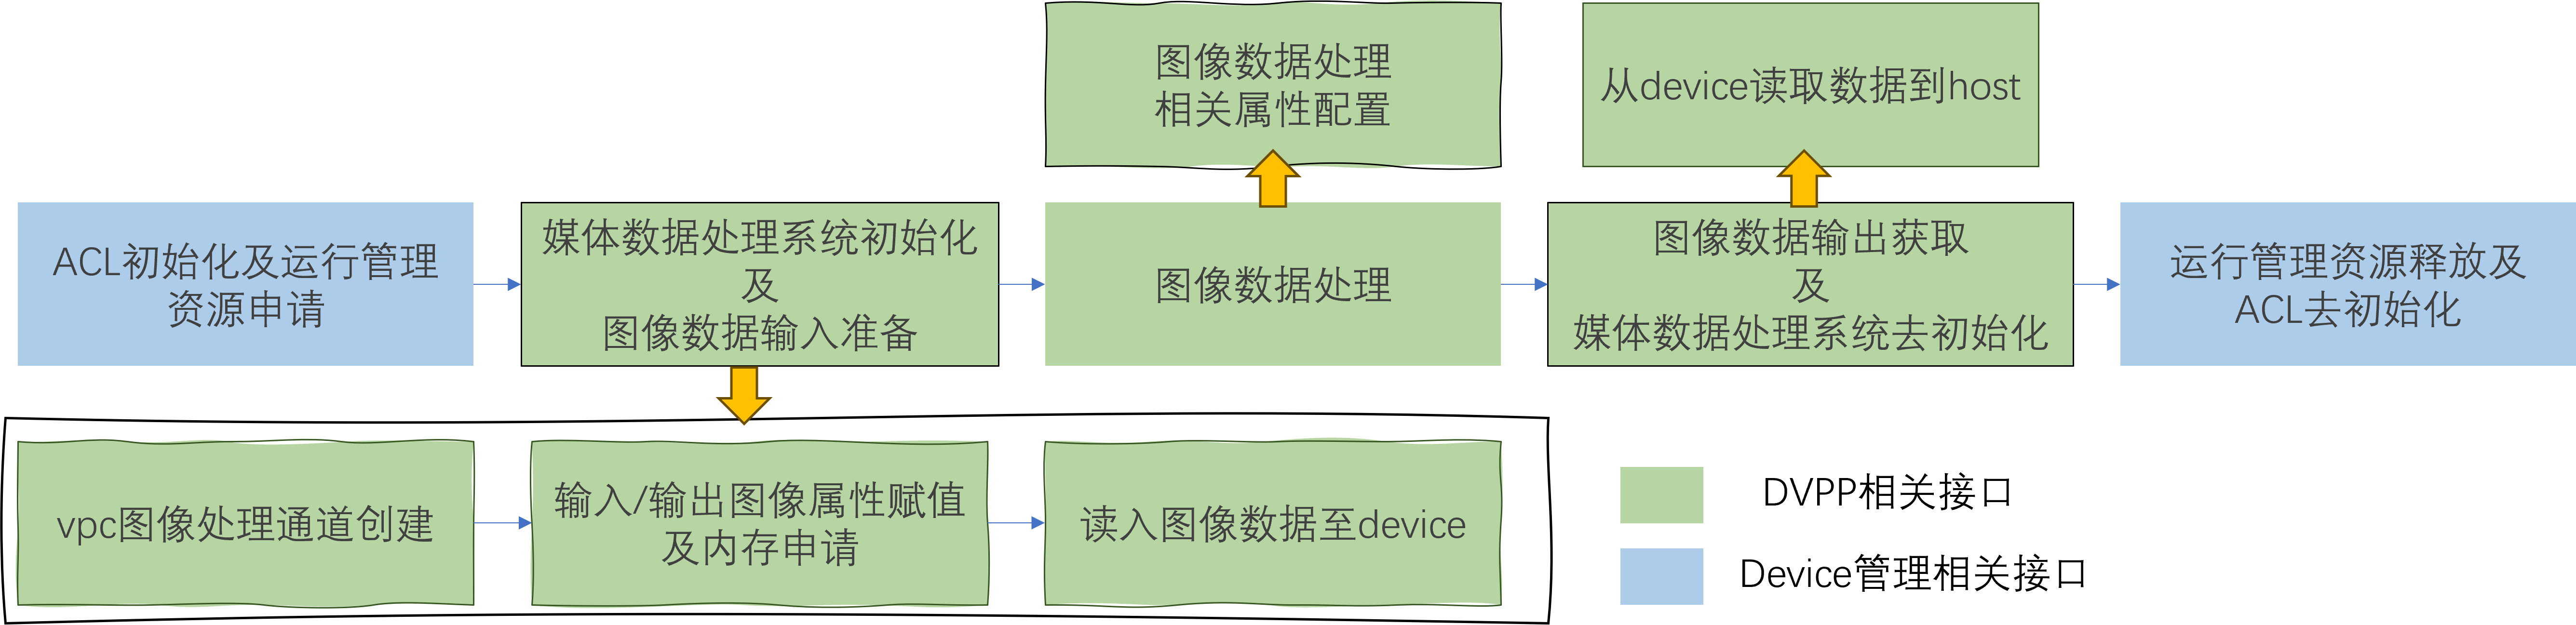 图像数据处理
相关属性配置
从device读取数据到host
ACL初始化及运行管理
资源申请
媒体数据处理系统初始化
及
图像数据输入准备
图像数据处理
图像数据输出获取
及
媒体数据处理系统去初始化
运行管理资源释放及
ACL去初始化
vpc图像处理通道创建
输入/输出图像属性赋值
及内存申请
读入图像数据至device
DVPP相关接口
Device管理相关接口